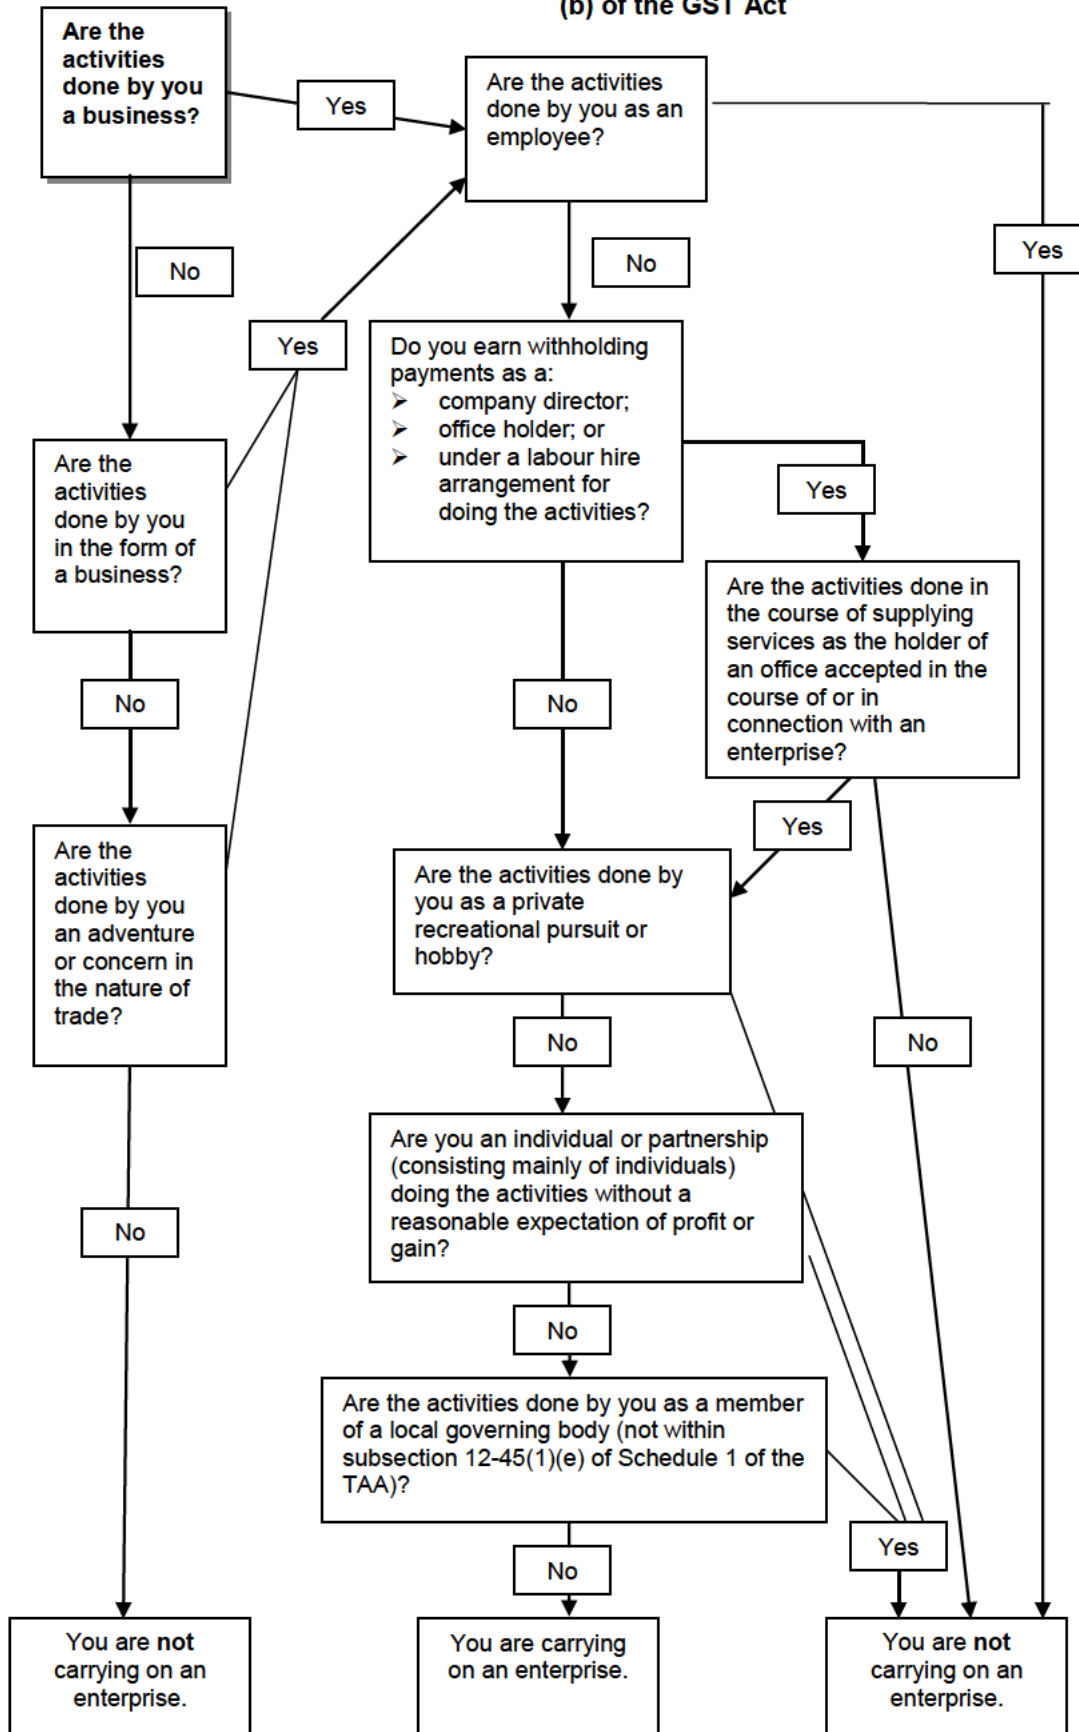 (b) of the GST Act
Are the
activities
done by you
a business?
Yes
Are the activities
done by you as an
employee?
Yes
No
No
Yes
Do you earn withholding
payments as a:
➢ company director;
➢ office holder; or
➢ under a labour hire
arrangement for
doing the activities?
Are the
activities
done by you
in the form of
a business?
Yes
Are the activities done in
the course of supplying
services as the holder of
an office accepted in the
course of or in
connection with an
enterprise?
No
No
Yes
Are the
activities
done by you
an adventure
or concern in
the nature of
trade?
Are the activities done by
you as a private
recreational pursuit or
hobby?
No
No
Are you an individual or partnership
(consisting mainly of individuals)
doing the activities without a
reasonable expectation of profit or
gain?
No
No
Are the activities done by you as a member
of a local governing body (not within
subsection 12-45(1)(e) of Schedule 1 of the
TAA)?
Yes
No
You are not
carrying on an
enterprise.
You are carrying
on an enterprise.
You are not
carrying on an
enterprise.